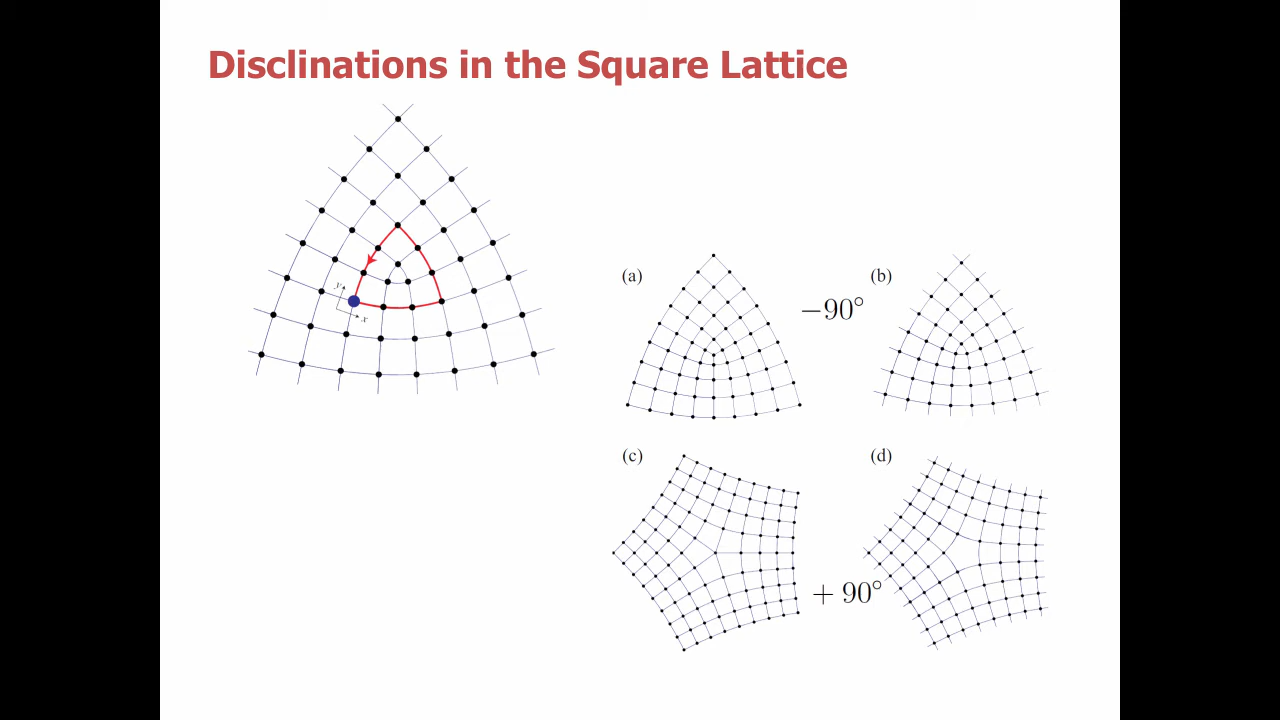 Disclinations in the Square Lattice
y
x
(a)
−90°
(b)
(c)
+ 90°
(d)